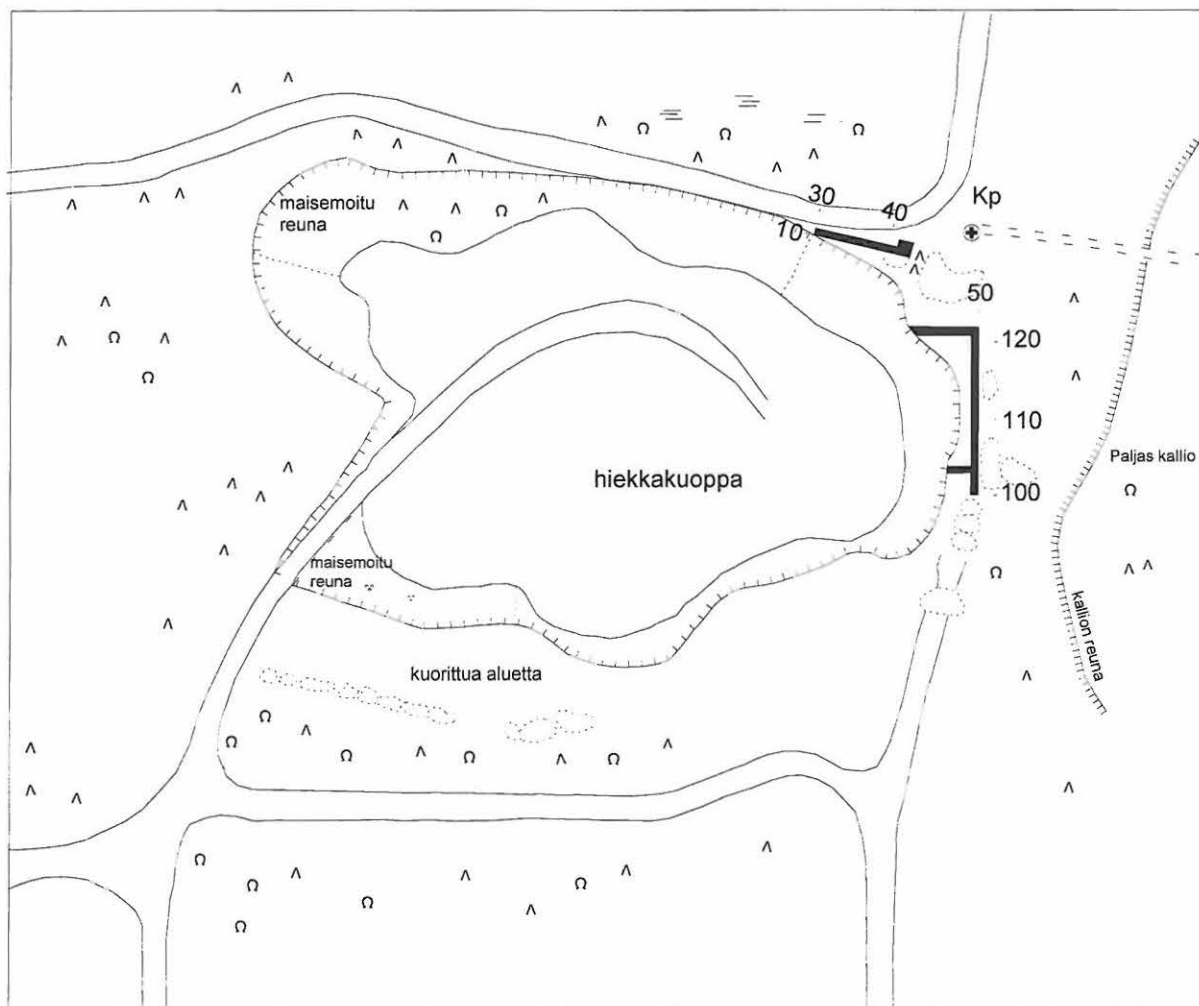 maisemoitu
reuna
30
40
10
Kp
50
120
110
100
Paljas kallio
hiekkakuoppa
maisemoitu
reuna
kallion reuna
kuorittua aluetta